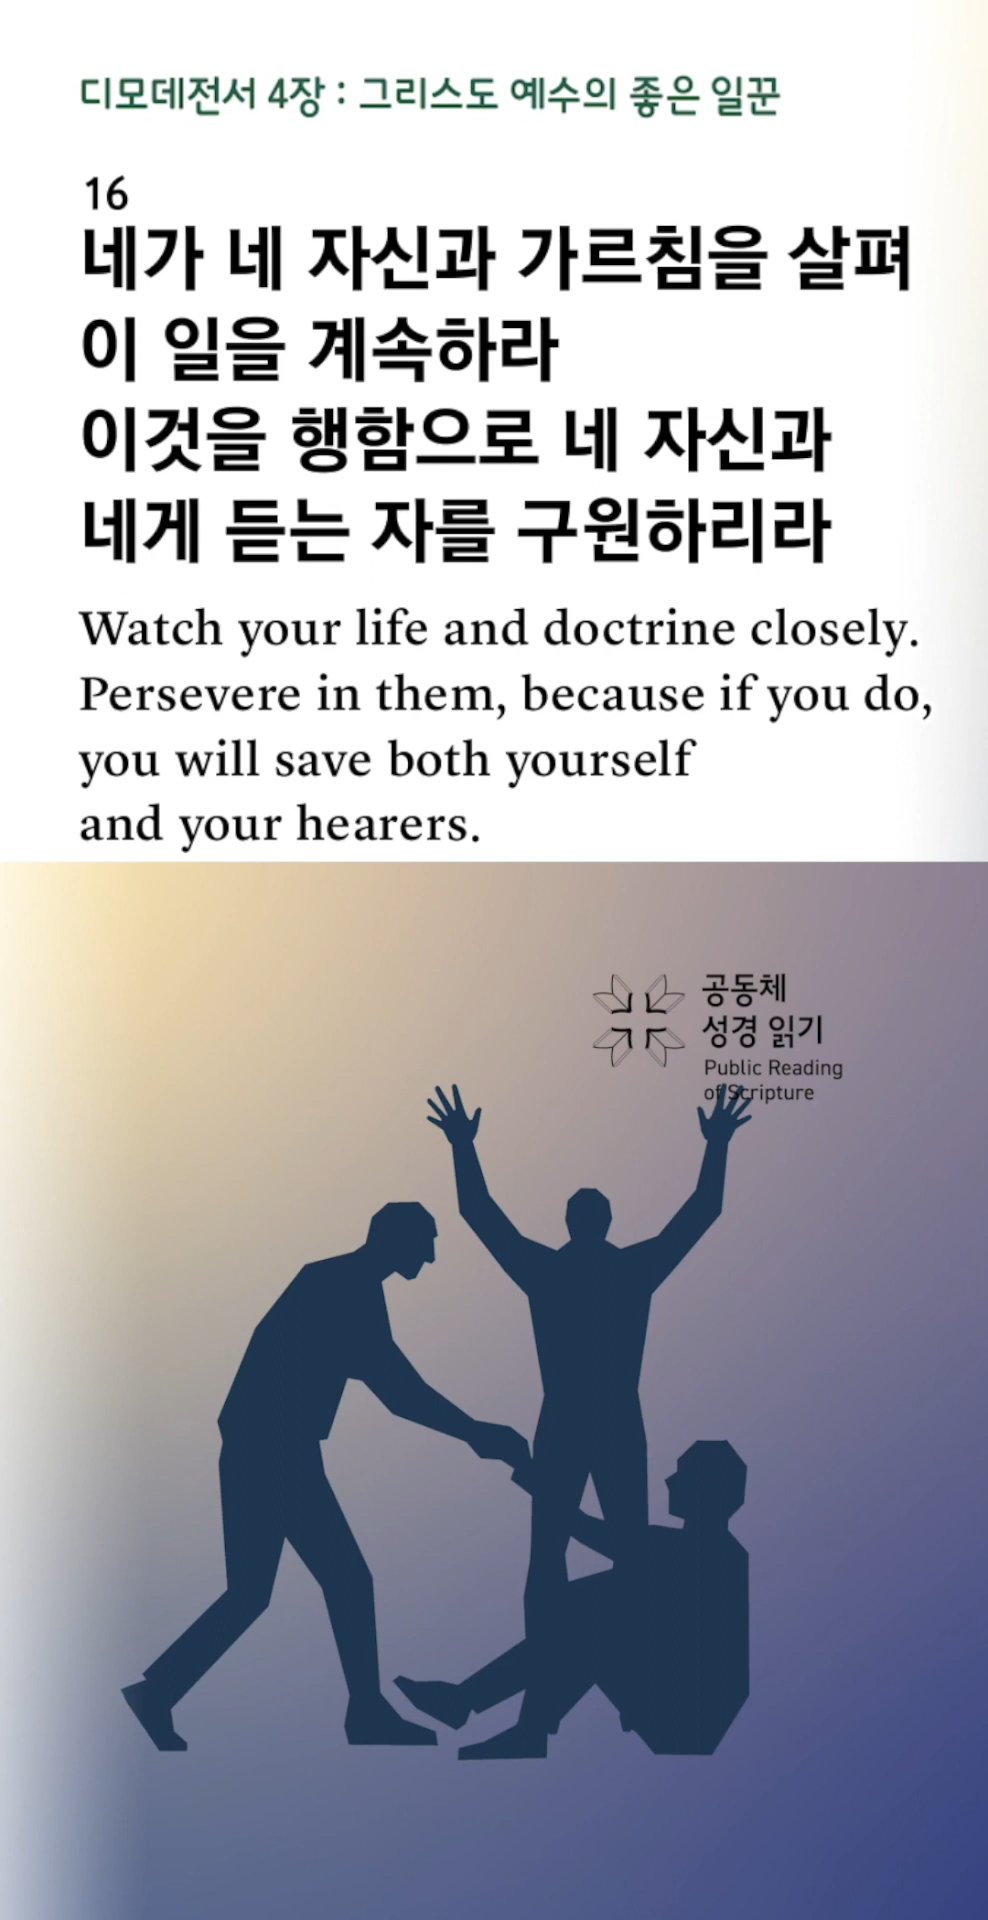 디모데전서 4장 : 그리스도 예수의 좋은 일꾼
16
네가 네 자신과 가르침을 살펴
이 일을 계속하라
이것을 행함으로 네 자신과
네게 듣는 자를 구원하리라
Watch your life and doctrine closely.
Persevere in them, because if you do,
you will save both yourself
and your hearers.
공동체
성경 읽기
Public Reading
of Scripture